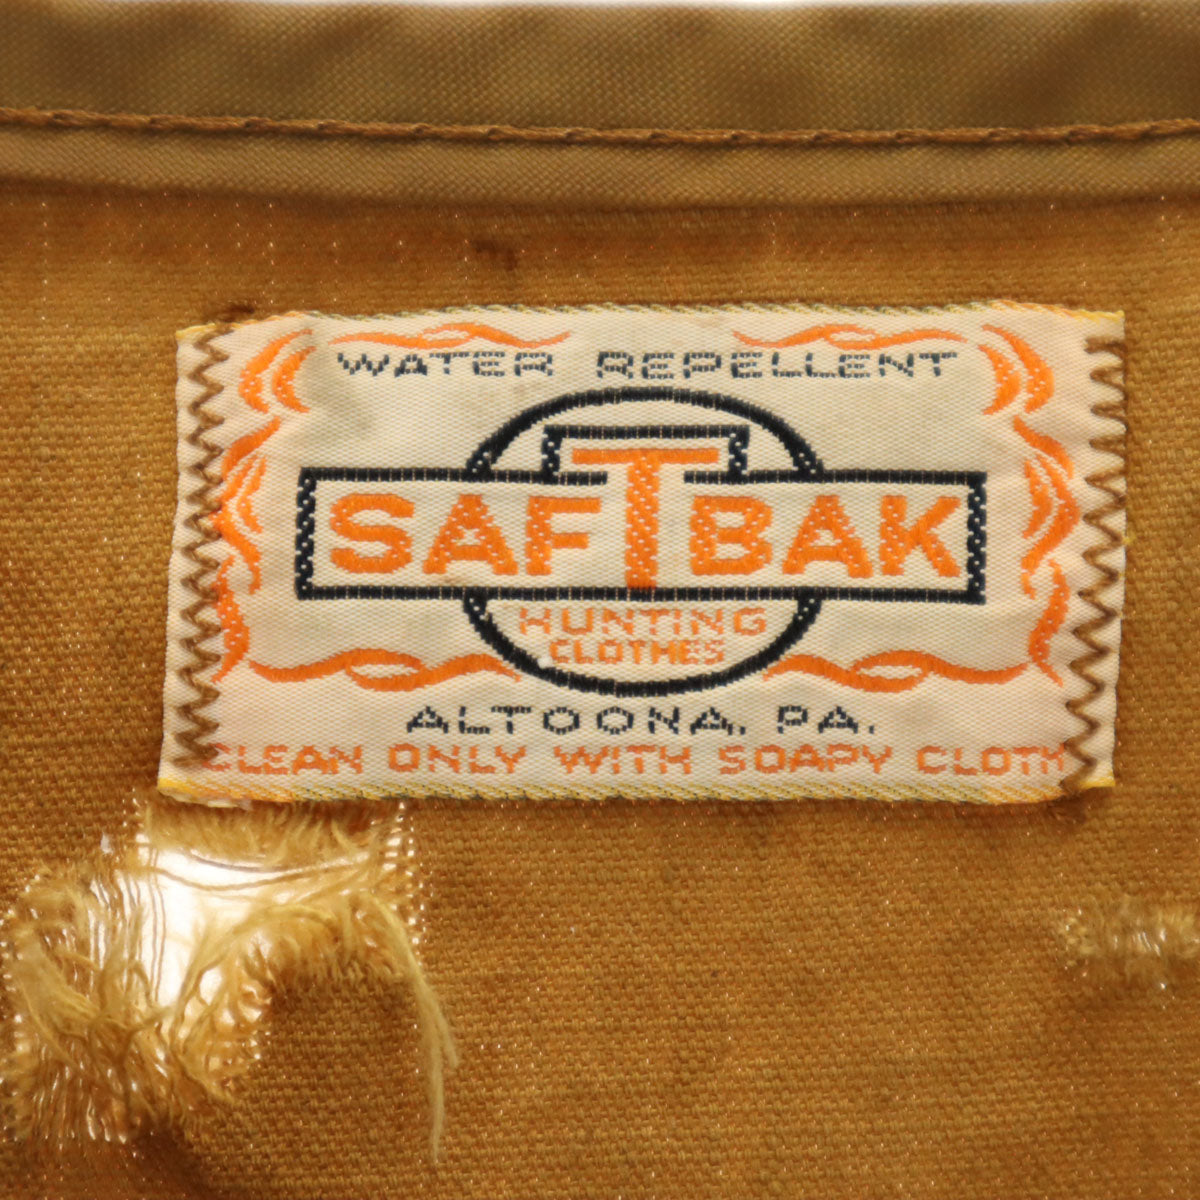 WATER REPELLENT
SAFTBAK
HUNTING
CLOTHES
ALTOONA, PA.
CLEAN ONLY WITH SOAPY CLOTH